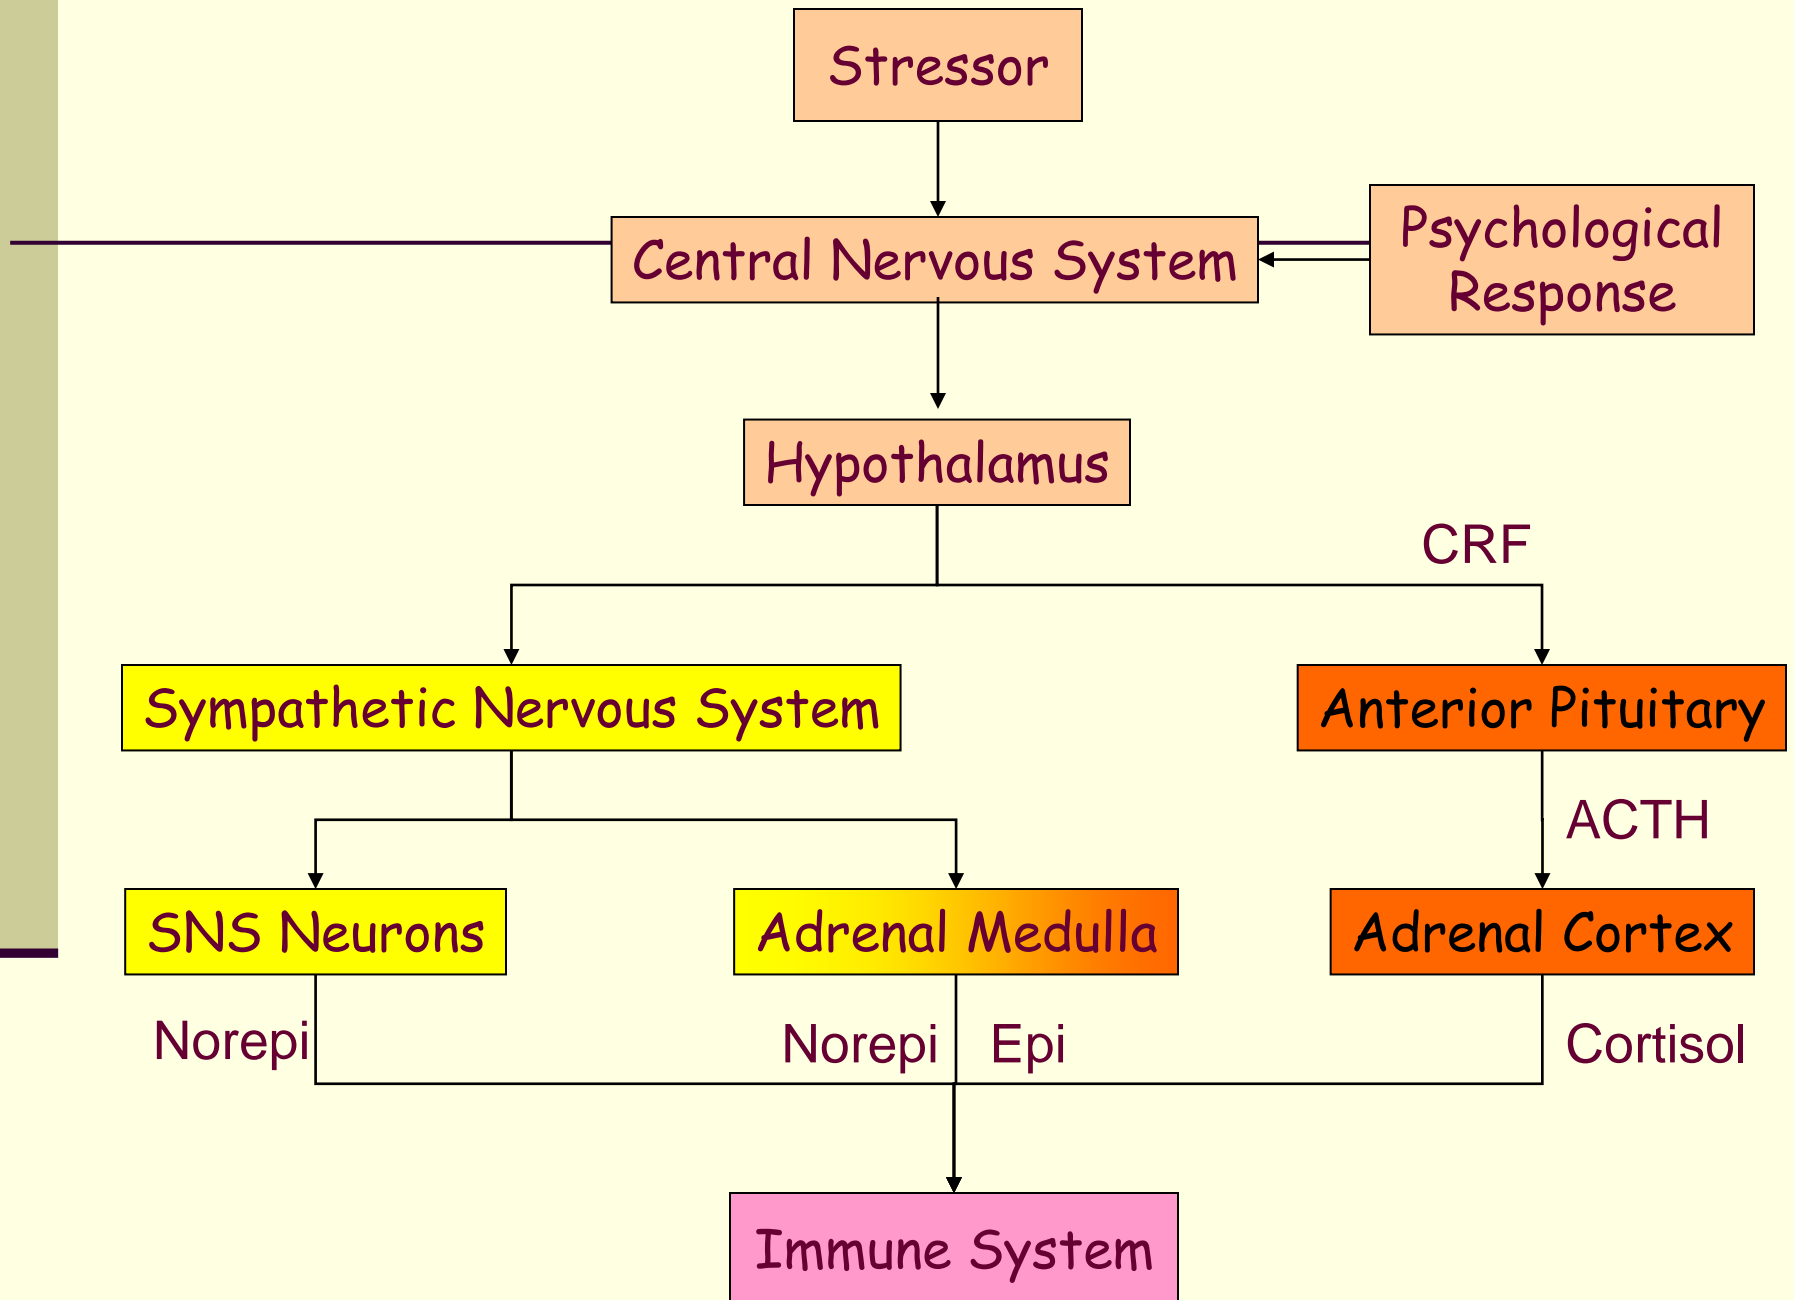 Stressor
Central Nervous System
Psychological
Response
Hypothalamus
CRF
Sympathetic Nervous System
Anterior Pituitary
ACTH
SNS Neurons
Adrenal Medulla
Adrenal Cortex
Norepi
Norepi
Epi
Cortisol
Immune System